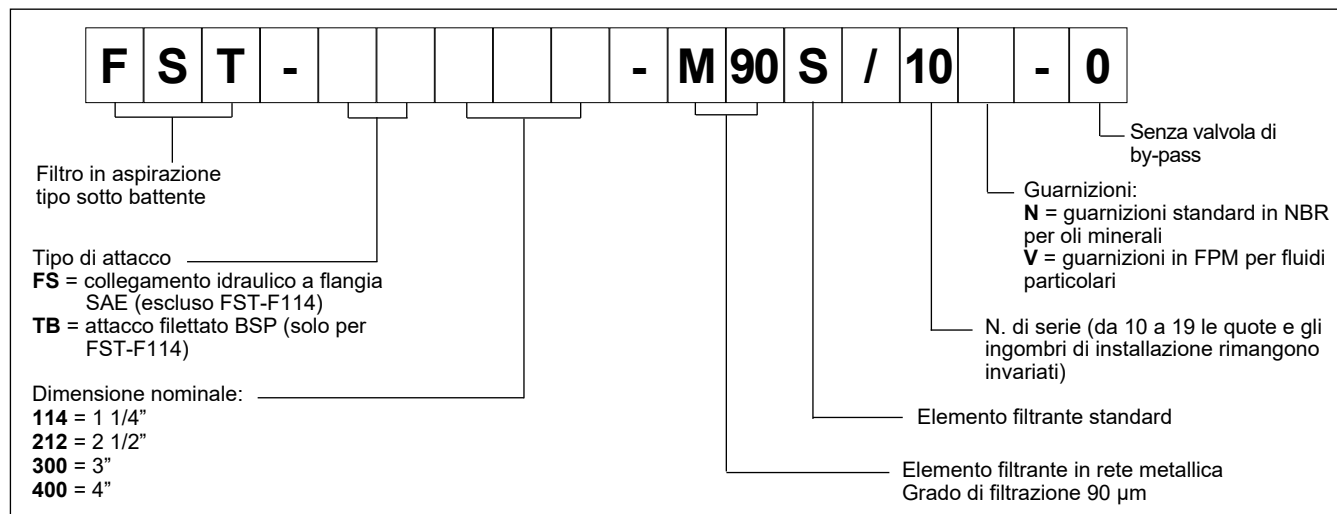 F S T - - M 90 S / 10 - 0
Senza valvola di
by-pass
Filtro in aspirazione
tipo sotto battente
Guarnizioni:
N = guarnizioni standard in NBR
per oli minerali
V = guarnizioni in FPM per fluidi
particolari
Tipo di attacco
FS = collegamento idraulico a flangia
SAE (escluso FST-F114)
TB = attacco filettato BSP (solo per
FST-F114)
N. di serie (da 10 a 19 le quote e gli
ingombri di installazione rimangono
invariati)
Dimensione nominale:
114 = 1 1/4”
212 = 2 1/2”
300 = 3”
400 = 4”
Elemento filtrante standard
Elemento filtrante in rete metallica
Grado di filtrazione 90 µm